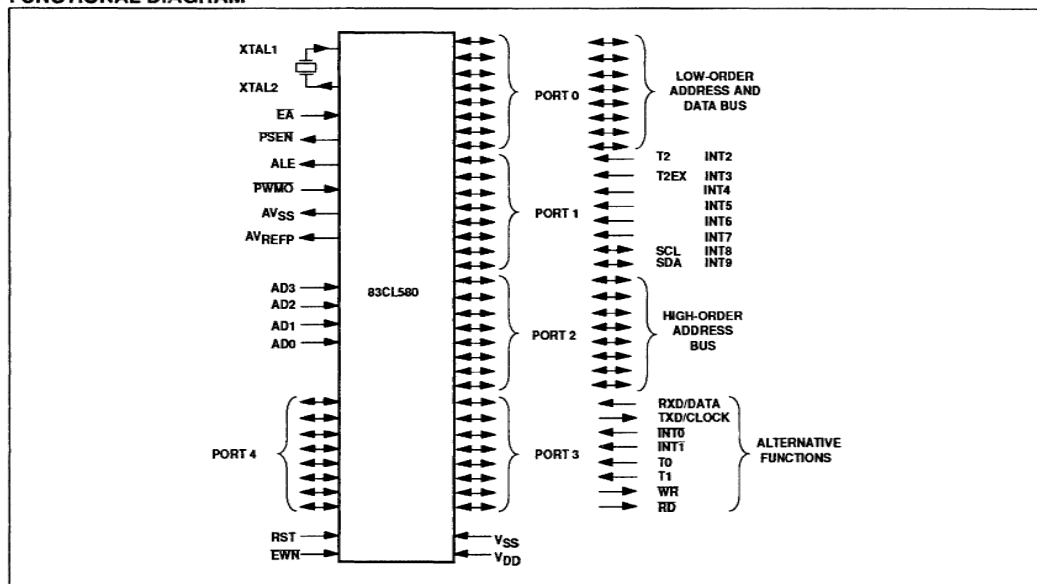 FUNCTIONAL DIAGRAM
XTAL1
XTAL2
EA
PSEN
ALE
PWM0
AVSS
AVREFP
AD3
AD2
AD1
AD0
PORT 4
RST
EWN
83CL580
PORT 0
PORT 1
PORT 2
PORT 3
VSS
VDD
LOW-ORDER
ADDRESS AND
DATA BUS
T2 INT2
T2EX INT3
INT4
INT5
INT6
INT7
SCL INT8
SDA INT9
HIGH-ORDER
ADDRESS
BUS
RXD/DATA
TXD/CLOCK
INT0
INT1
T0
T1
WR
RD
ALTERNATIVE
FUNCTIONS